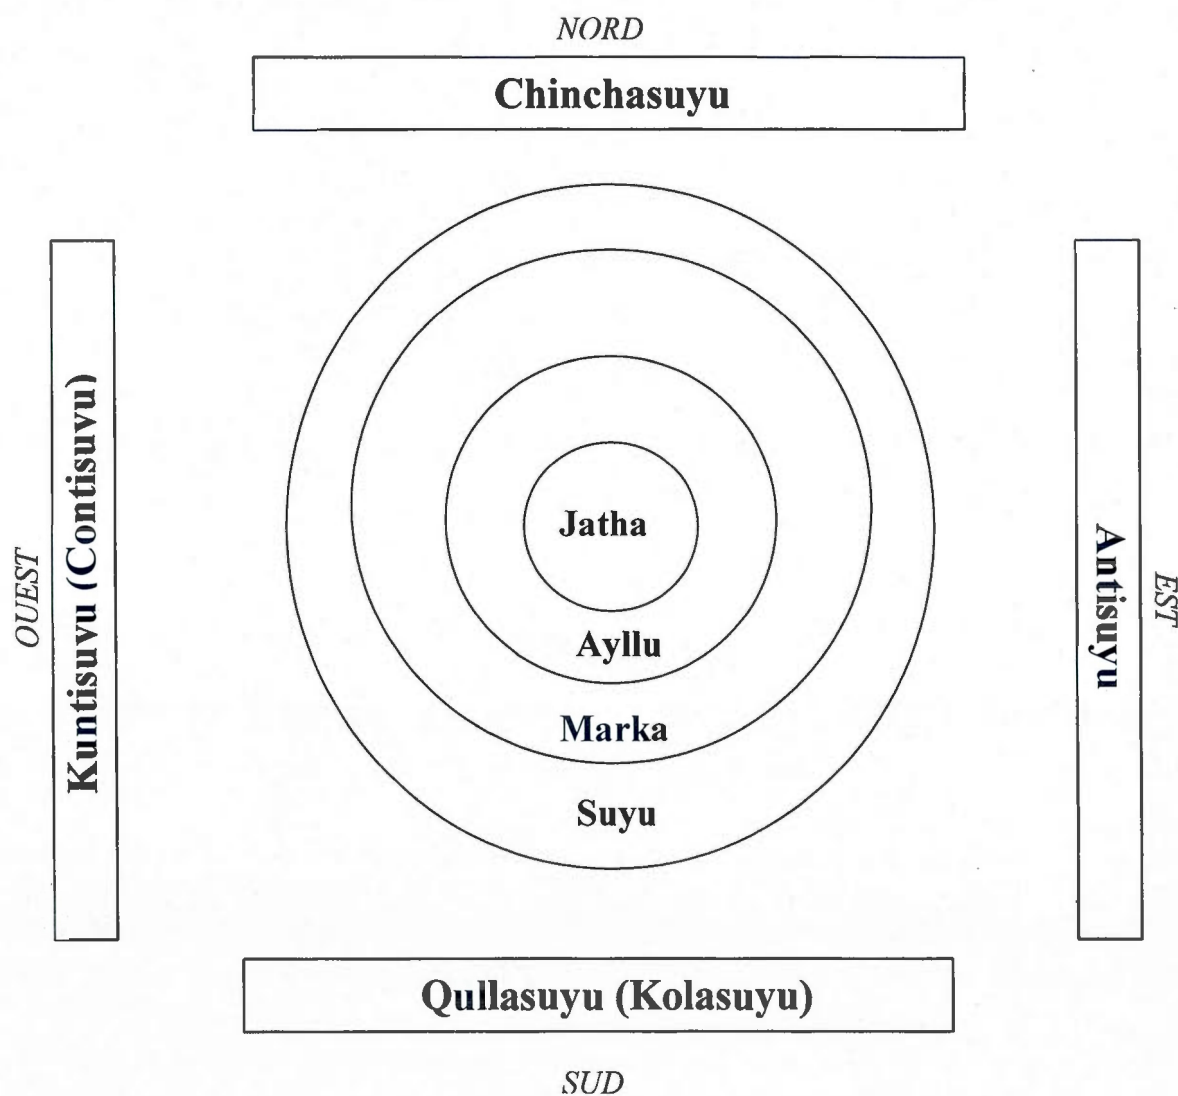 NORD
Chinchasuyu
OUEST
Kuntisuvu (Contisuvu)
Jatha
Ayllu
Marka
Suyu
Antisuyu
EST
Qullasuyu (Kolasuyu)
SUD